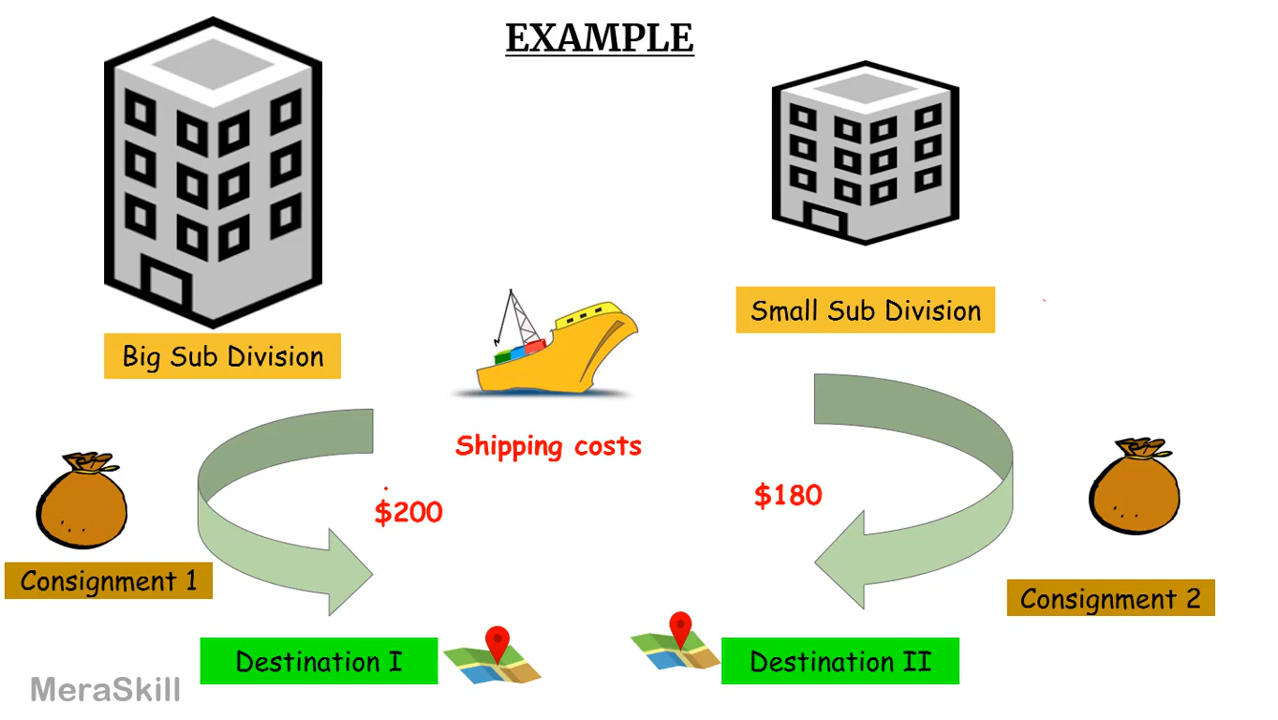 EXAMPLE
Big Sub Division
Small Sub Division
Shipping costs
$200
$180
Consignment 1
Consignment 2
Destination I
Destination II
MeraSkill